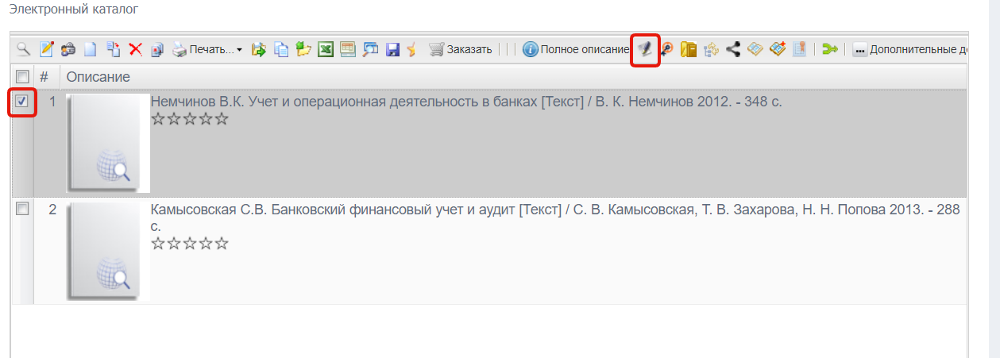 Электронный каталог
Печать... Заказать Полное описание ... Дополнительные д
# Описание
1 Немчинов В.К. Учет и операционная деятельность в банках [Текст] / В. К. Немчинов 2012. - 348 с.
2 Камысовская С.В. Банковский финансовый учет и аудит [Текст] / С. В. Камысовская, Т. В. Захарова, Н. Н. Попова 2013. - 288
с.